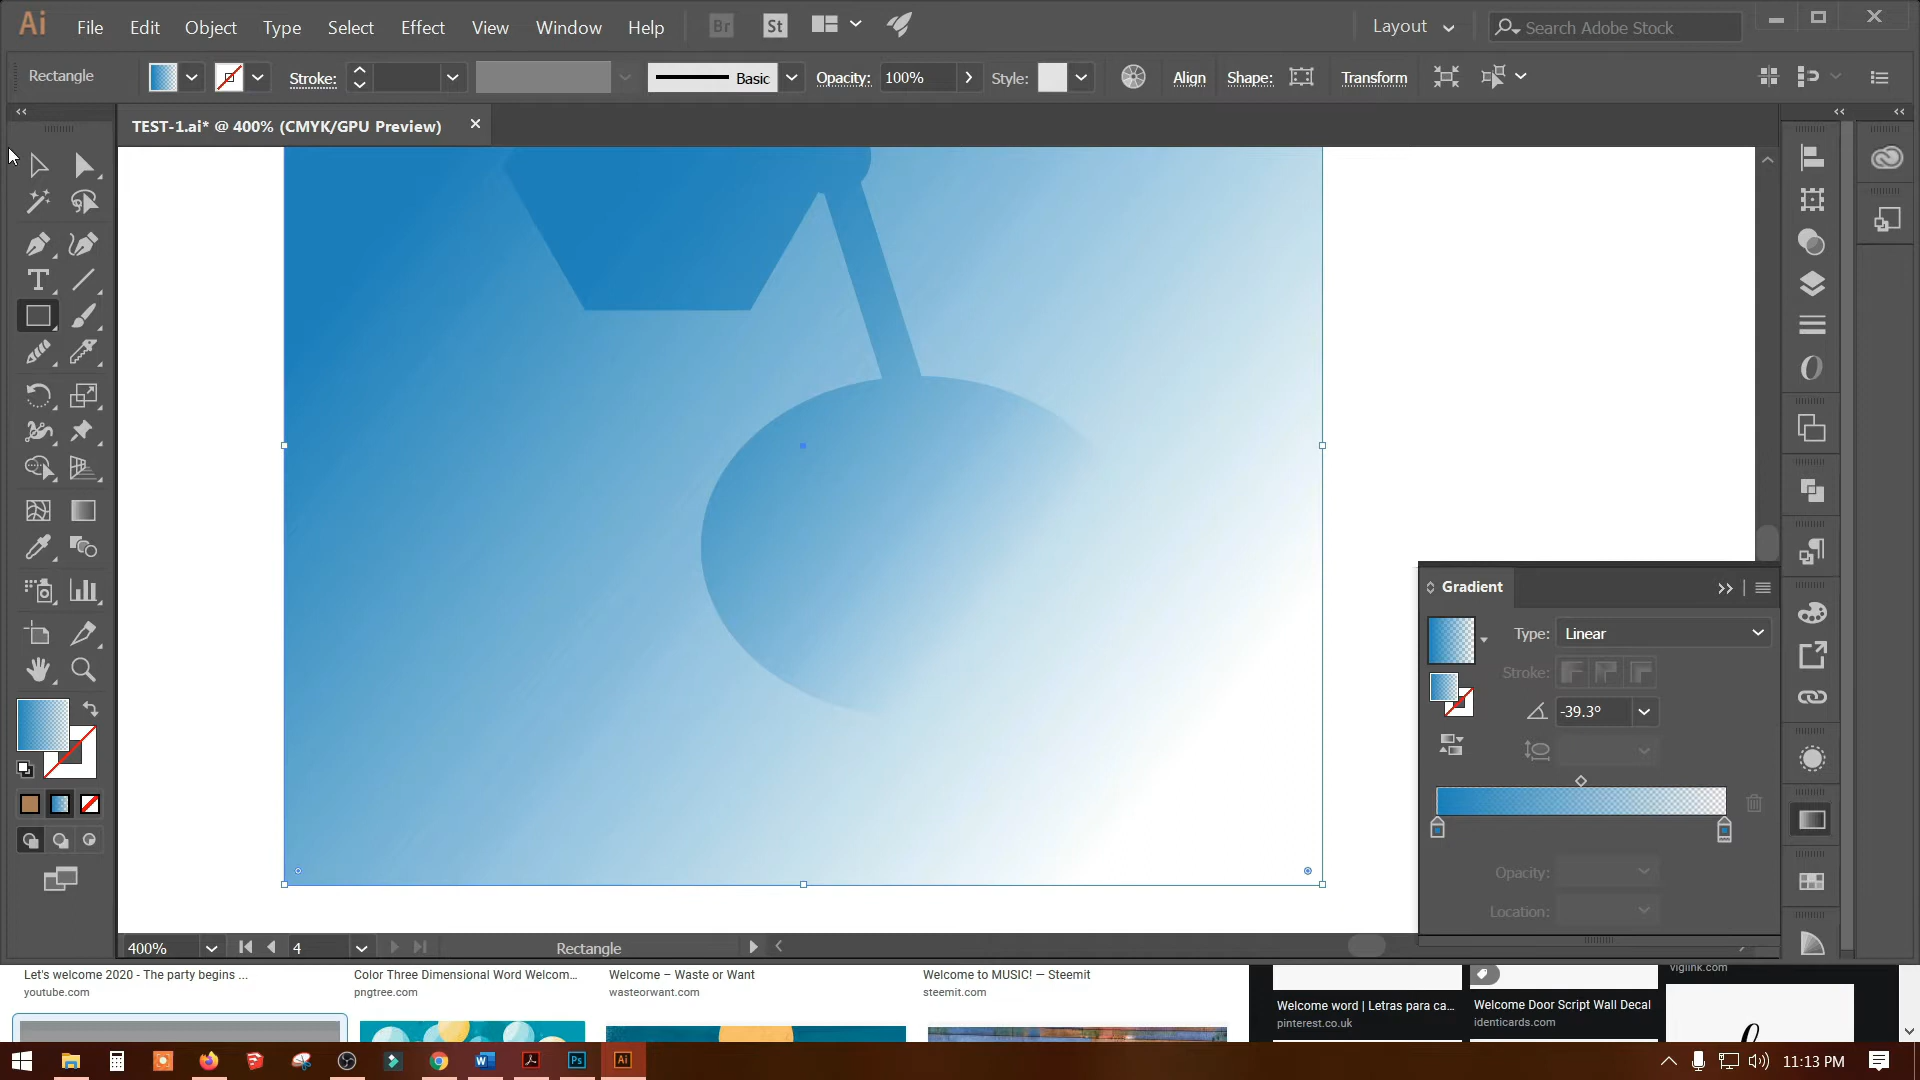 Ai File Edit Object Type Select Effect View Window Help Br St Layout Search Adobe Stock
Rectangle Stroke: Basic Opacity: 100% Style: Align Shape: Transform
TEST-1.ai* @ 400% (CMYK/GPU Preview)
Gradient
Type: Linear
Stroke:
-39.3°
Opacity:
Location:
400% 4 Rectangle
Let's welcome 2020 - The party begins ...
youtube.com
Color Three Dimensional Word Welcom...
pngtree.com
Welcome – Waste or Want
wasteorwant.com
Welcome to MUSIC! — Steemit
steemit.com
Welcome word | Letras para ca...
pinterest.co.uk
Welcome Door Script Wall Decal
identicards.com
viglink.com
Ps Ai 11:13 PM